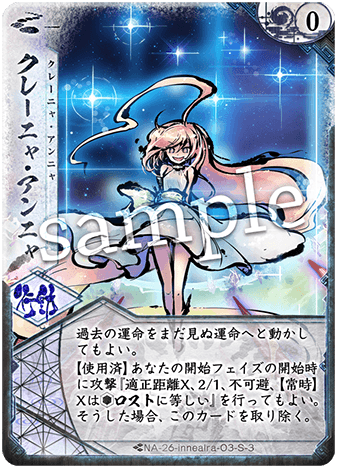 0
クレーニャ・アンニャ
クレーニャ・アンニャ
sample
行動
過去の運命をまだ見ぬ運命へと動かし
てもよい。
【使用済】あなたの開始フェイズの開始時
に攻撃『適正距離X、2/1、不可避、【常時】
Xは⬣ロストに等しい』を行ってもよい。
そうした場合、このカードを取り除く。
NA-26-innealra-O3-S-3